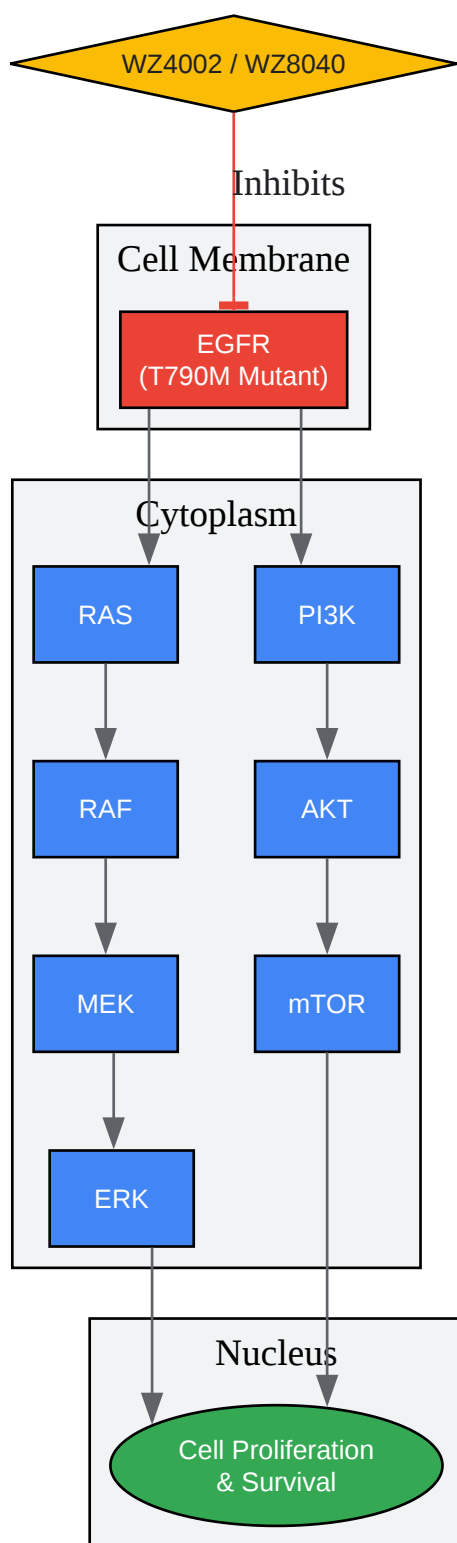 WZ4002 / WZ8040
Inhibits
Cell Membrane
EGFR
(T790M Mutant)
Cytoplasm
RAS
PI3K
RAF
AKT
MEK
mTOR
ERK
Nucleus
Cell Proliferation
& Survival